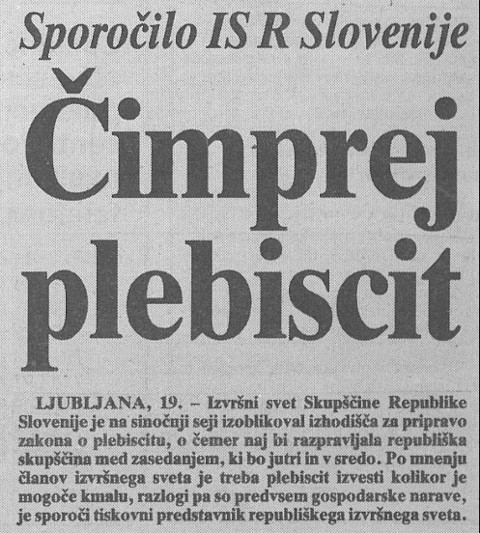 Sporočilo IS R Slovenije
Čimprej
plebiscit
LJUBLJANA, 19. – Izvršni svet Skupščine Republike
Slovenije je na sinočnji seji izoblikoval izhodišča za pripravo
zakona o plebiscitu, o čemer naj bi razpravljala republiška
skupščina med zasedanjem, ki bo jutri in v sredo. Po mnenju
članov izvršnega sveta je treba plebiscit izvesti kolikor je
mogoče kmalu, razlogi pa so predvsem gospodarske narave,
je sporoči tiskovni predstavnik republiškega izvršnega sveta.